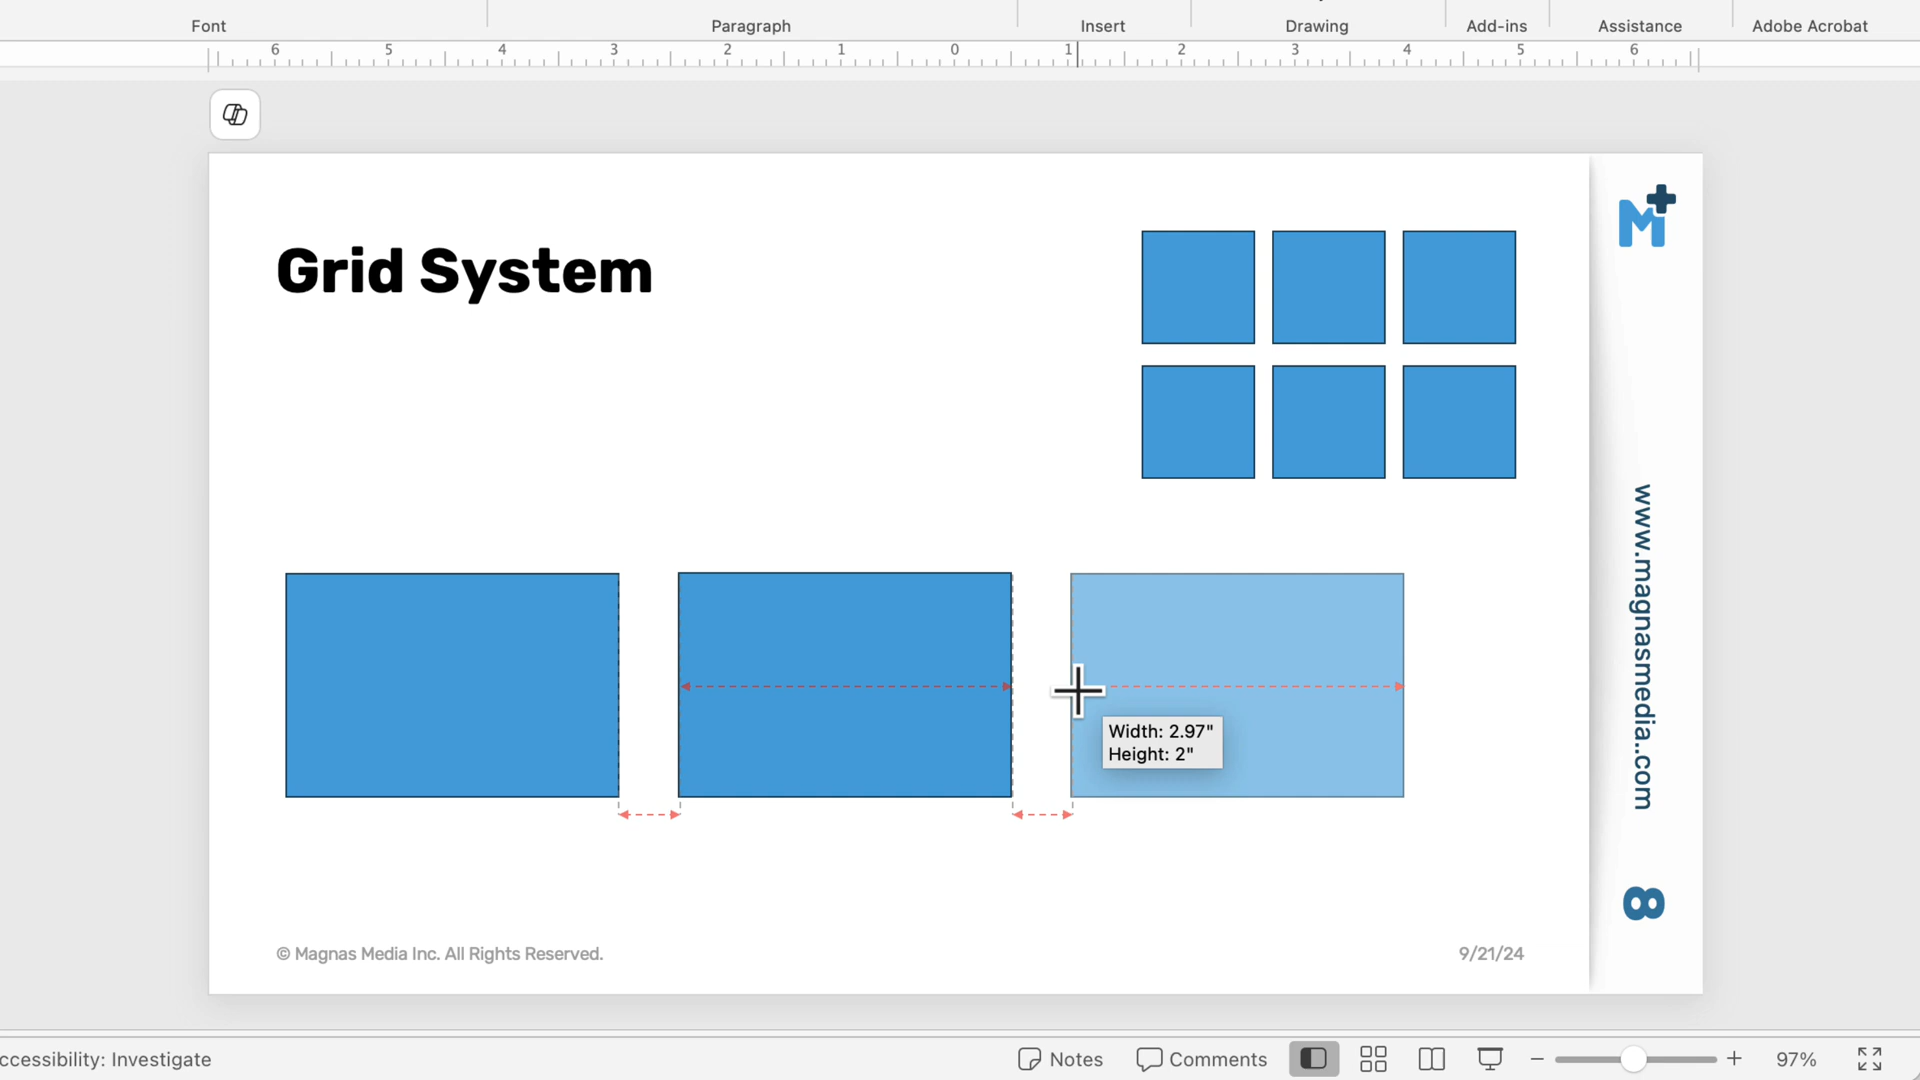 Font Paragraph Insert Drawing Add-ins Assistance Adobe Acrobat
6 5 4 3 2 1 0 1 2 3 4 5 6
M+
Grid System
Width: 2.97"
Height: 2"
www.magnasmedia..com
8
© Magnas Media Inc. All Rights Reserved.
9/21/24
ccessibility: Investigate
Notes Comments 97%